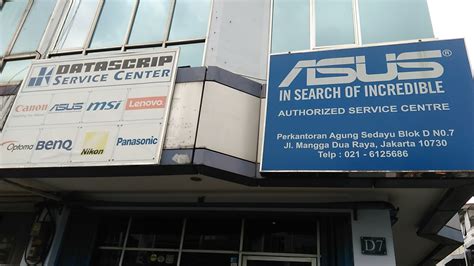 DATASCRIP
SERVICE CENTER
Canon ASUS msi Lenovo
Optoma BenQ Nikon Panasonic
ASUS®
IN SEARCH OF INCREDIBLE
AUTHORIZED SERVICE CENTRE
Perkantoran Agung Sedayu Blok D N0.7
Jl. Mangga Dua Raya, Jakarta 10730
Telp : 021 - 6125686
D7